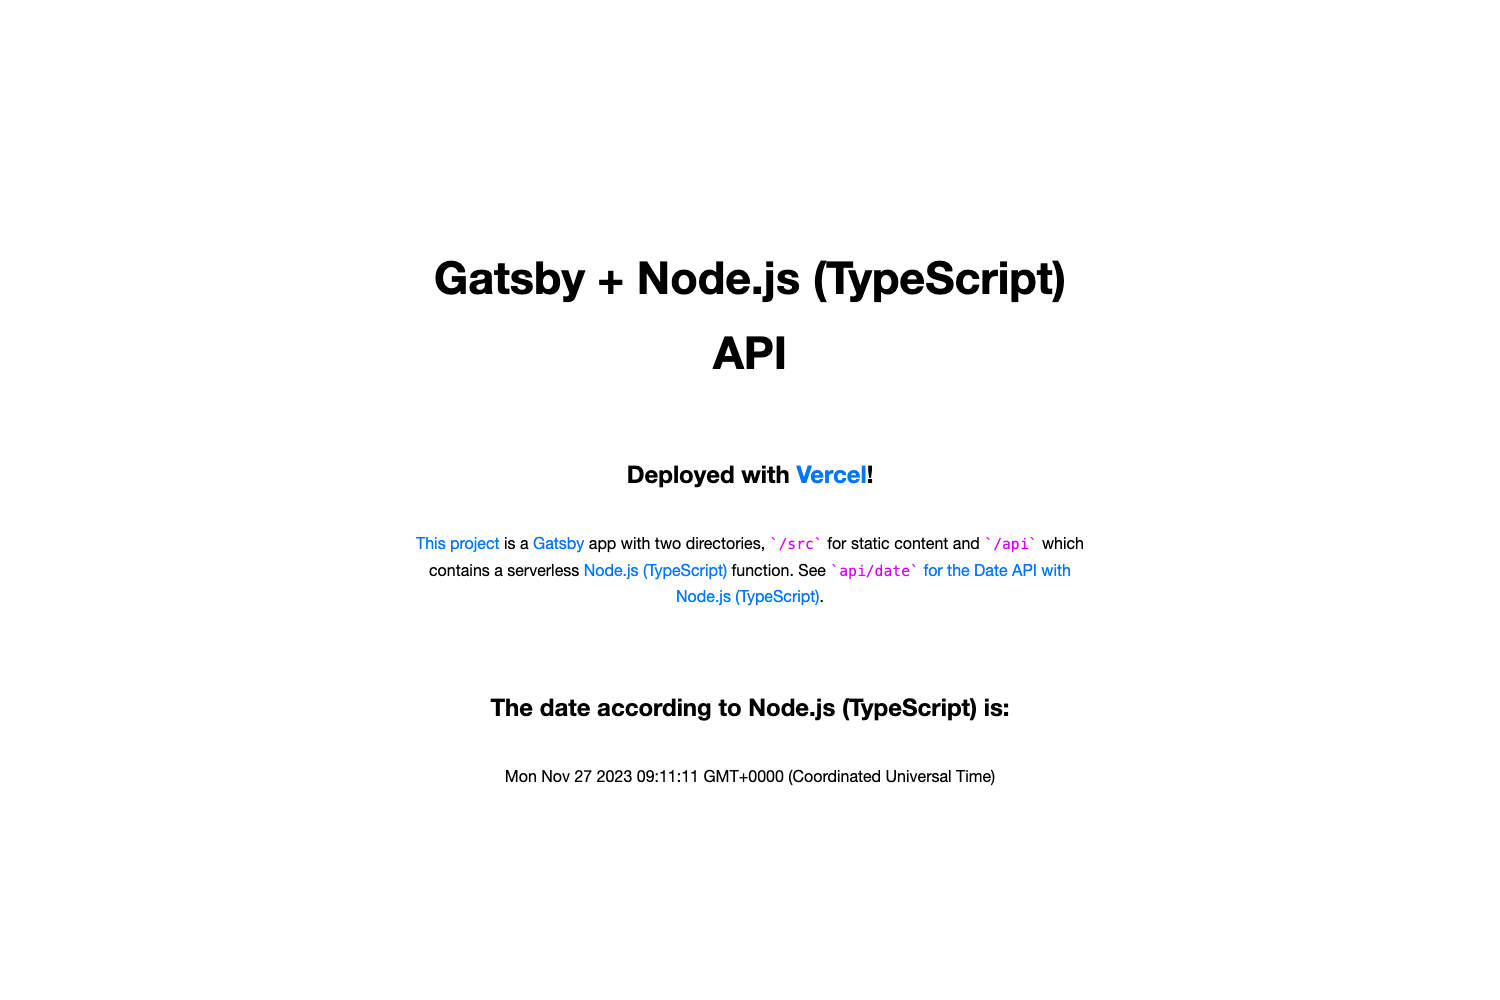 Gatsby + Node.js (TypeScript)
API
Deployed with Vercel!
This project is a Gatsby app with two directories, `/src` for static content and `/api` which
contains a serverless Node.js (TypeScript) function. See `api/date` for the Date API with
Node.js (TypeScript).
The date according to Node.js (TypeScript) is:
Mon Nov 27 2023 09:11:11 GMT+0000 (Coordinated Universal Time)